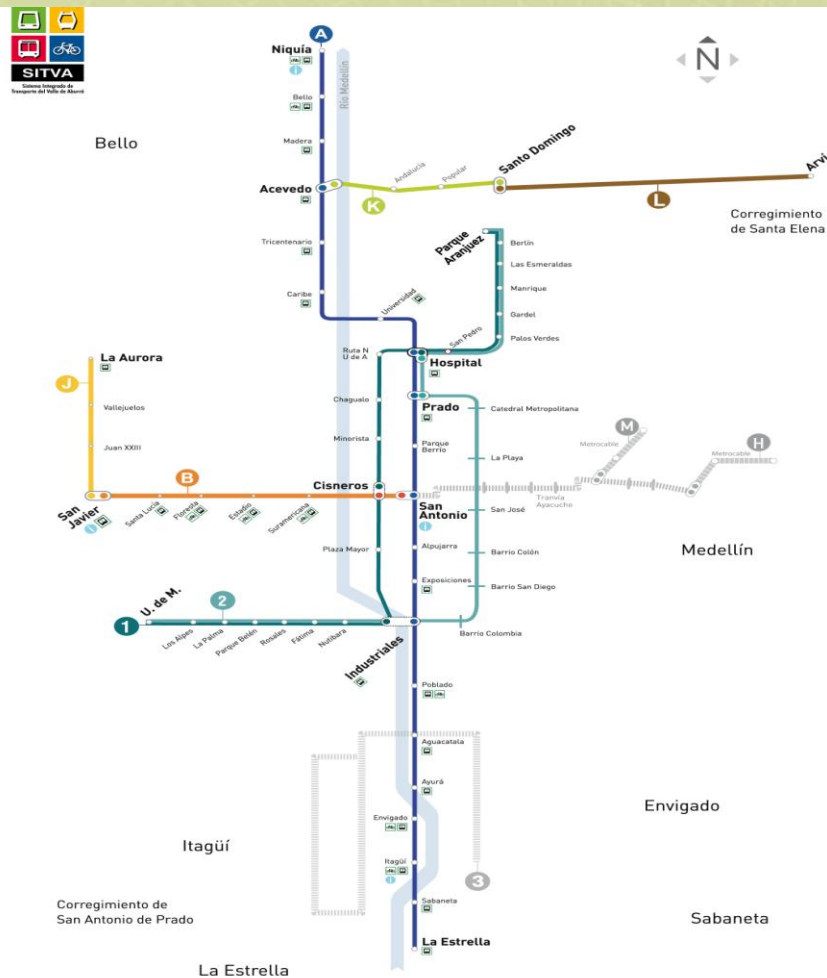 SITVA
Sistema Integrado de
Transporte del Valle de Aburrá
A
Niquía
Río Medellín
N
Bello
Bello
Madera
Santo Domingo
Arví
Andalucía
Popular
Acevedo
K
L
Corregimiento
de Santa Elena
Tricentenario
Parque
Aranjuez
Berlín
Las Esmeraldas
Caribe
Universidad
Manrique
Gardel
San Pedro
Palos Verdes
Ruta N
U de A
La Aurora
Hospital
J
Chagualo
Vallejuelos
Prado
Catedral Metropolitana
M
H
Minorista
Parque
Berrío
Metrocable
Metrocable
Juan XXIII
La Playa
B
Cisneros
San
Javier
Santa Lucía
Floresta
Estadio
Suramericana
San
Antonio
Tranvía
Ayacucho
San José
Plaza Mayor
Alpujarra
Barrio Colón
Medellín
Exposiciones
Barrio San Diego
U. de M.
2
1
Los Alpes
La Palma
Parque Belén
Rosales
Fátima
Nutibara
Industriales
Barrio Colombia
Poblado
Aguacatala
Ayurá
Envigado
Envigado
Itagüí
Itagüí
3
Corregimiento de
San Antonio de Prado
Sabaneta
Sabaneta
La Estrella
La Estrella